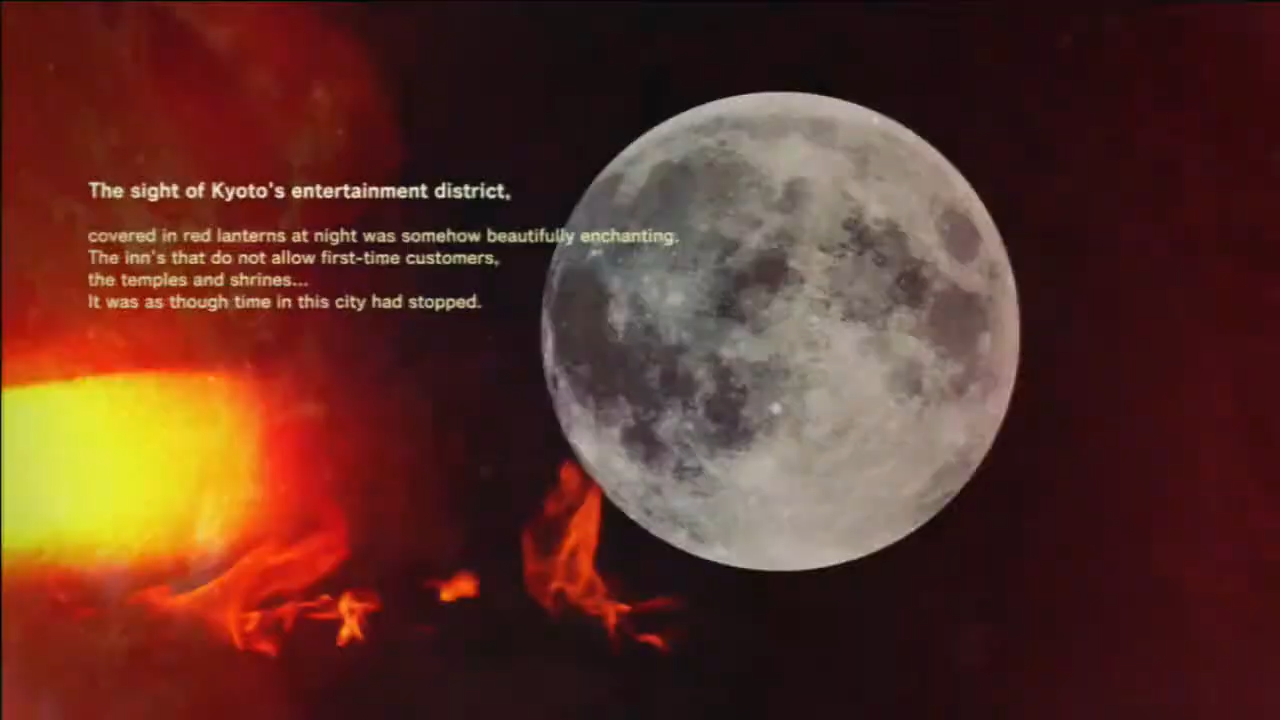 The sight of Kyoto's entertainment district,
covered in red lanterns at night was somehow beautifully enchanting.
The inn's that do not allow first-time customers,
the temples and shrines...
It was as though time in this city had stopped.